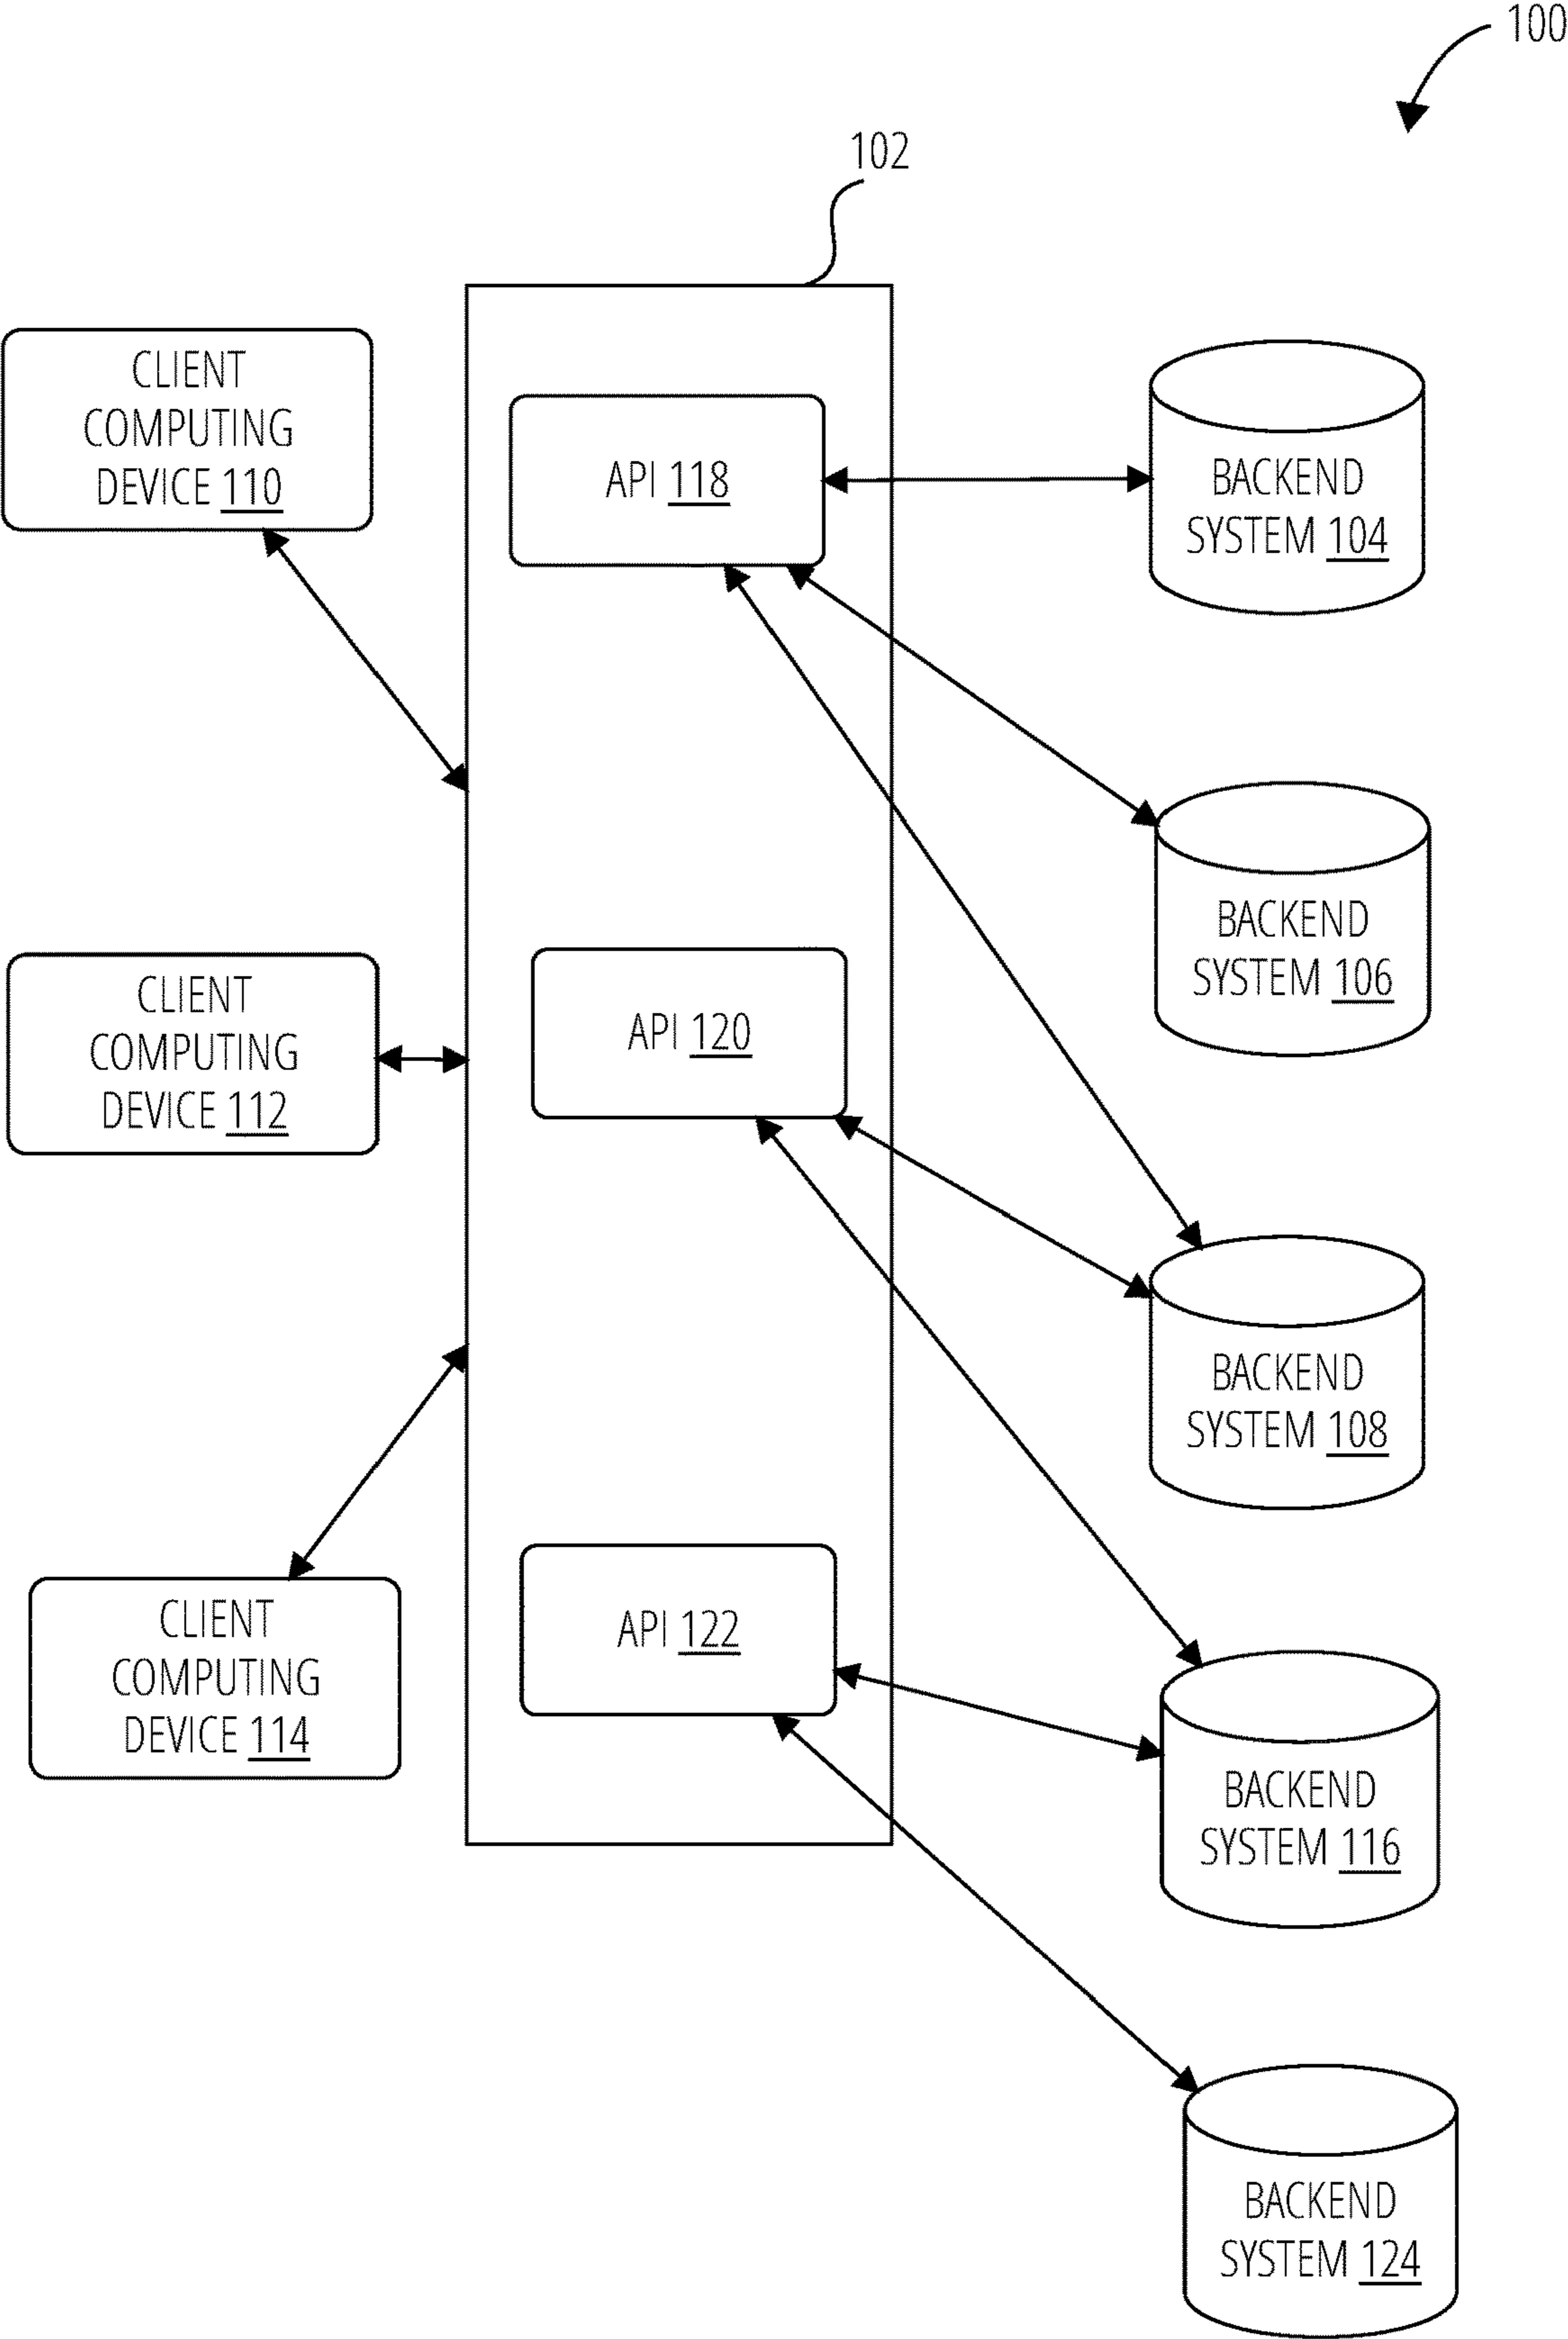 100
102
CLIENT
COMPUTING
DEVICE 110
API 118
BACKEND
SYSTEM 104
BACKEND
SYSTEM 106
CLIENT
COMPUTING
DEVICE 112
API 120
BACKEND
SYSTEM 108
CLIENT
COMPUTING
DEVICE 114
API 122
BACKEND
SYSTEM 116
BACKEND
SYSTEM 124